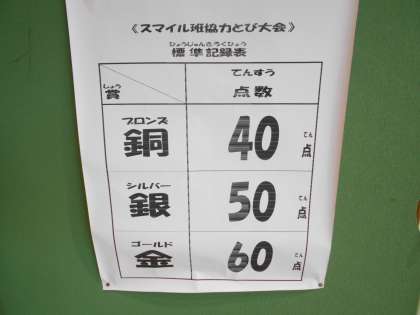 《スマイル班協力とび大会》
ひょうじゅんきろくひょう
標準記録表
しょう
賞
てんすう
点数
ブロンズ
銅
40
てん
点
シルバー
銀
50
てん
点
ゴールド
金
60
てん
点